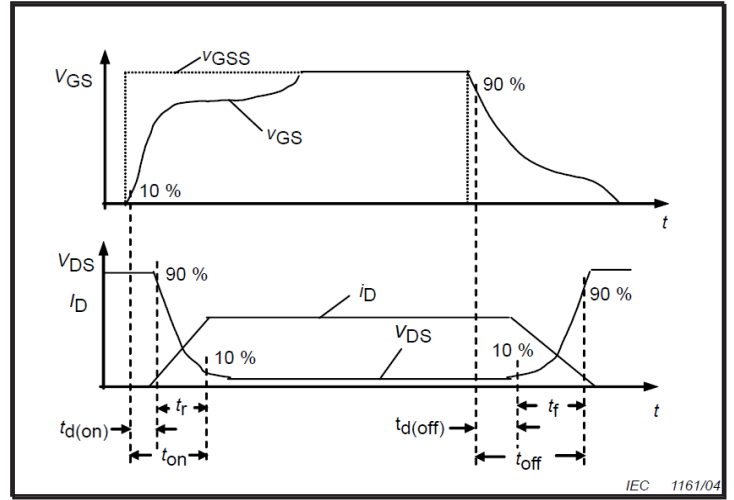 vGSS
VGS
90 %
vGS
10 %
t
VDS
90 %
ID
iD
90 %
vDS
10 %
10 %
tr
tf
t
td(on)
td(off)
ton
toff
IEC 1161/04